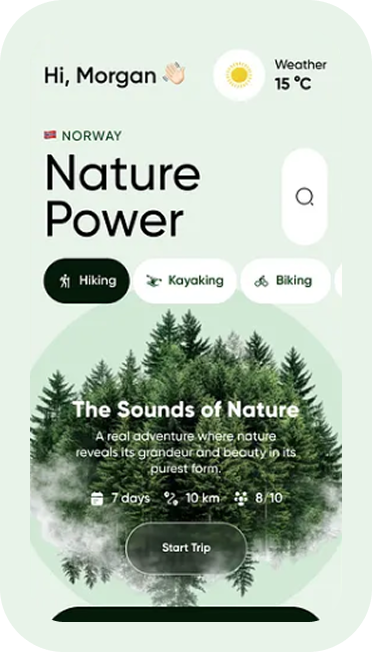 Hi, Morgan 👋🏻
Weather
15 °C
🇳🇴 NORWAY
Nature
Power
Hiking
Kayaking
Biking
The Sounds of Nature
A real adventure where nature
reveals its grandeur and beauty in its
purest form.
7 days
10 km
8/10
Start Trip